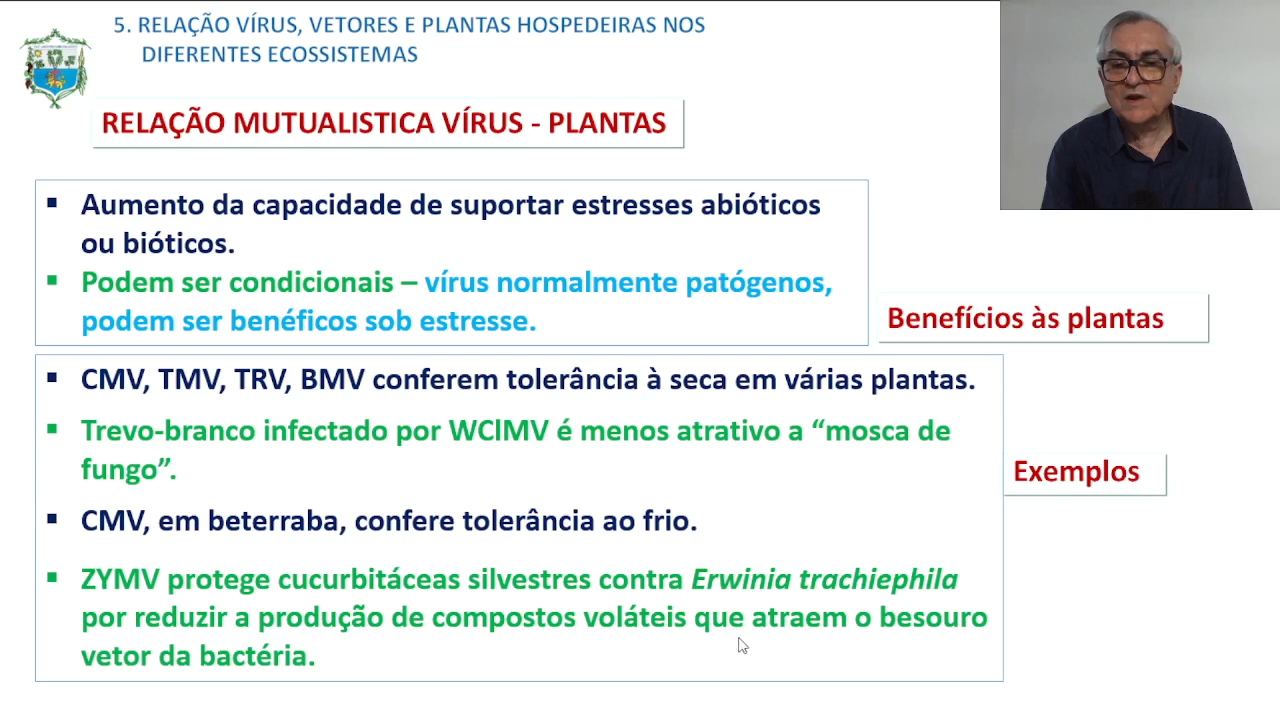 5. RELAÇÃO VÍRUS, VETORES E PLANTAS HOSPEDEIRAS NOS
DIFERENTES ECOSSISTEMAS
RELAÇÃO MUTUALISTICA VÍRUS - PLANTAS
▪ Aumento da capacidade de suportar estresses abióticos
ou bióticos.
▪ Podem ser condicionais – vírus normalmente patógenos,
podem ser benéficos sob estresse.
Benefícios às plantas
▪ CMV, TMV, TRV, BMV conferem tolerância à seca em várias plantas.
▪ Trevo-branco infectado por WClMV é menos atrativo a “mosca de
fungo”.
Exemplos
▪ CMV, em beterraba, confere tolerância ao frio.
▪ ZYMV protege cucurbitáceas silvestres contra Erwinia trachiephila
por reduzir a produção de compostos voláteis que atraem o besouro
vetor da bactéria.